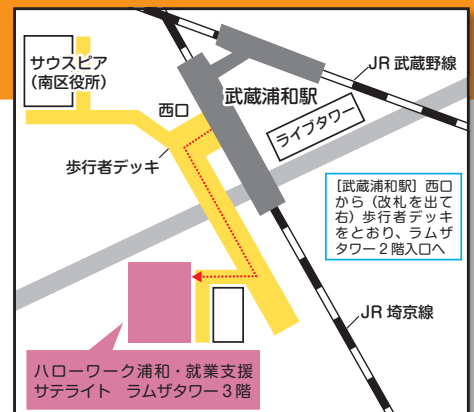 サウスピア
（南区役所）
JR 武蔵野線
武蔵浦和駅
西口
ライブタワー
歩行者デッキ
［武蔵浦和駅］西口
から（改札を出て
右）歩行者デッキ
をとおり、ラムザ
タワー２階入口へ
JR 埼京線
ハローワーク浦和・就業支援
サテライト　ラムザタワー３階